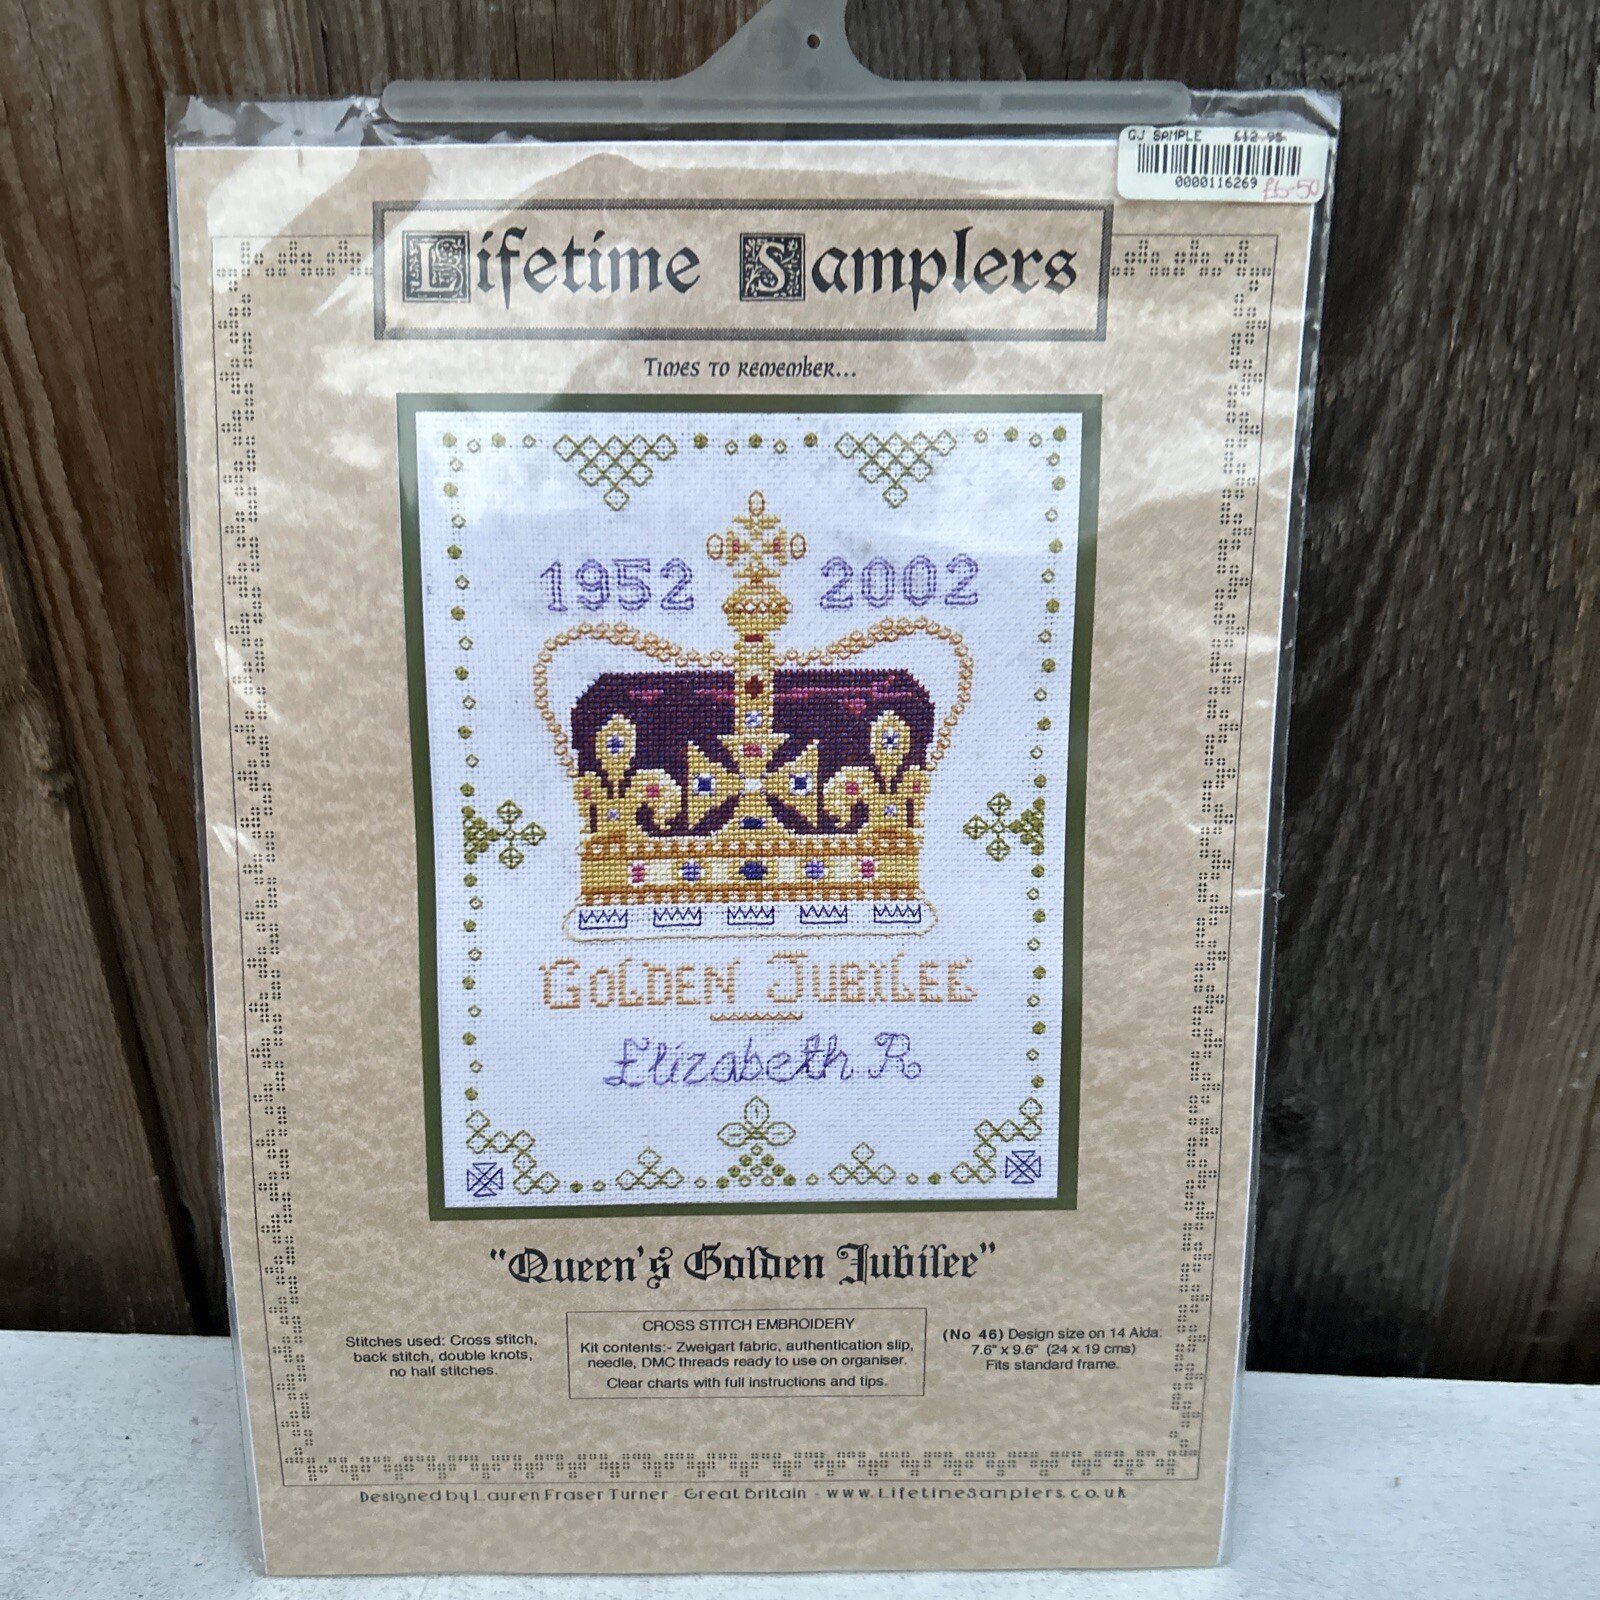 GJ SAMPLE £12.95
0000116269 £6-50
Lifetime Samplers
Times to remember...
1952 2002
Golden Jubilee
Elizabeth R
"Queen's Golden Jubilee"
Stitches used: Cross stitch,
back stitch, double knots,
no half stitches.
CROSS STITCH EMBROIDERY
Kit contents:- Zweigart fabric, authentication slip,
needle, DMC threads ready to use on organiser.
Clear charts with full instructions and tips.
(No 46) Design size on 14 Aida:
7.6" x 9.6" (24 x 19 cms)
Fits standard frame.
Designed by Lauren Fraser Turner - Great Britain - www.LifetimeSamplers.co.uk